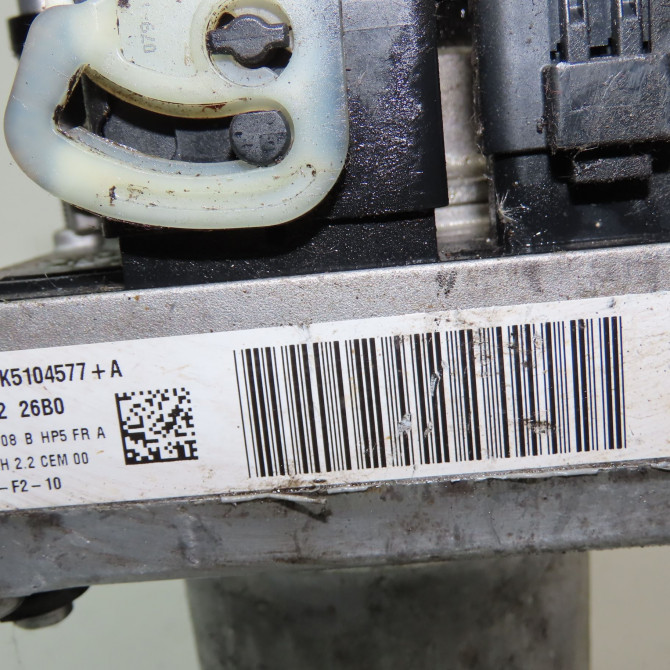 K5104577+A
2 26B0
08 B HP5 FR A
H 2.2 CEM 00
-F2-10